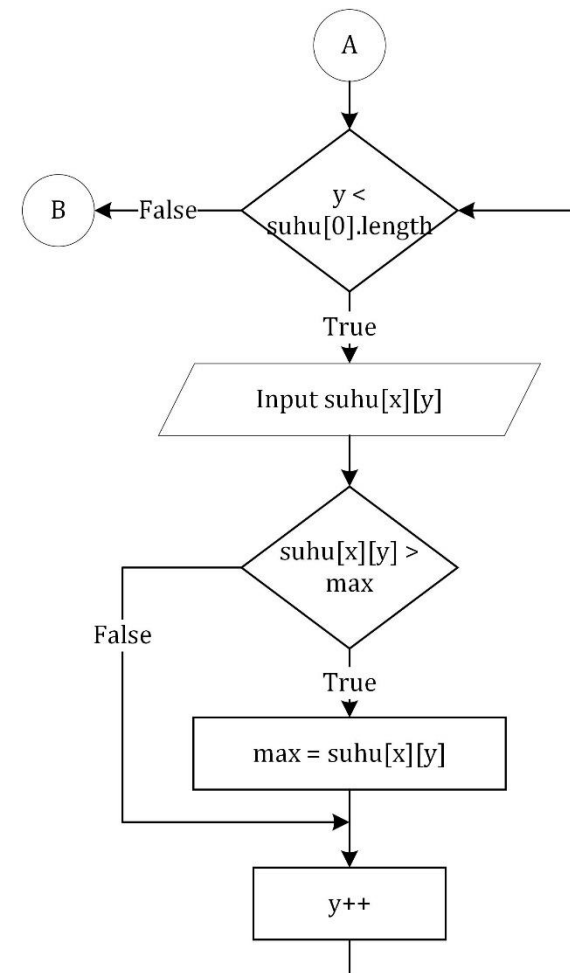 A
y <
suhu[0].length
False
B
True
Input suhu[x][y]
suhu[x][y] >
max
False
True
max = suhu[x][y]
y++